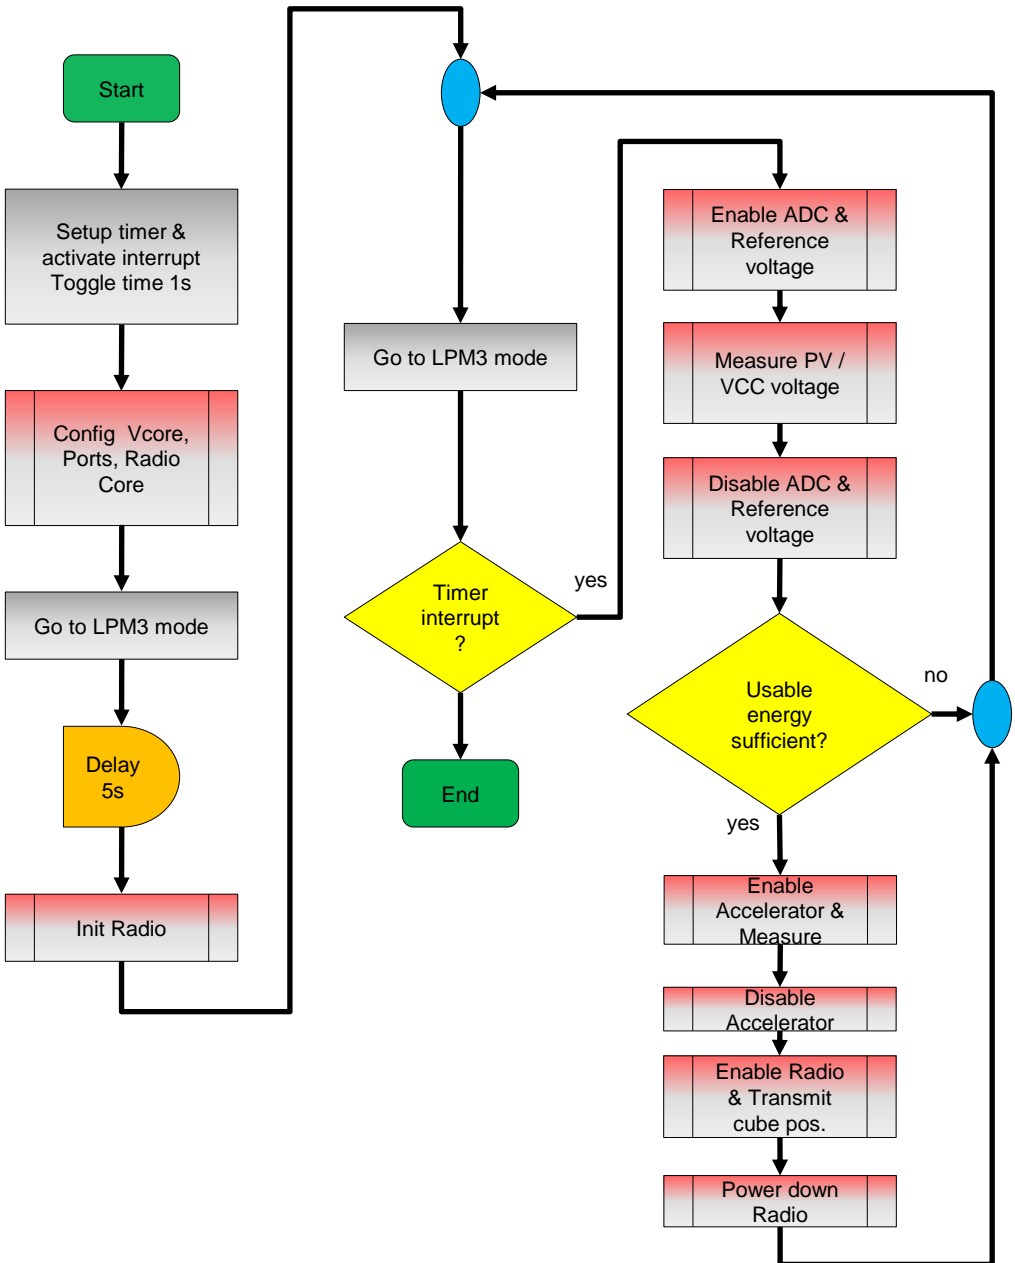 Start
Setup timer &
activate interrupt
Toggle time 1s
Config Vcore,
Ports, Radio
Core
Go to LPM3 mode
Delay
5s
Init Radio
Go to LPM3 mode
Timer
interrupt
?
yes
End
Enable ADC &
Reference
voltage
Measure PV /
VCC voltage
Disable ADC &
Reference
voltage
Usable
energy
sufficient?
no
yes
Enable
Accelerator &
Measure
Disable
Accelerator
Enable Radio
& Transmit
cube pos.
Power down
Radio